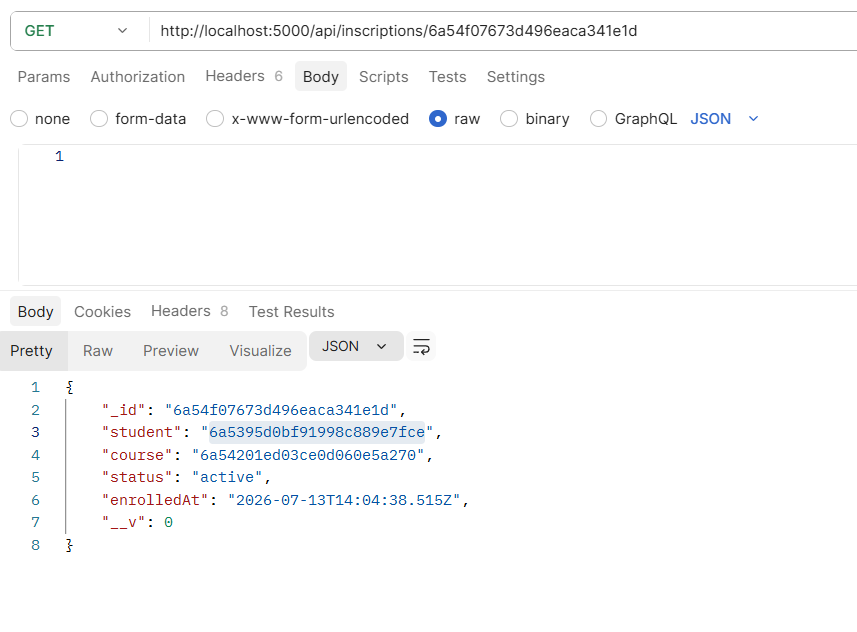 GET http://localhost:5000/api/inscriptions/6a54f07673d496eaca341e1d
Params Authorization Headers 6 Body Scripts Tests Settings
none form-data x-www-form-urlencoded raw binary GraphQL JSON
1
Body Cookies Headers 8 Test Results
Pretty Raw Preview Visualize JSON
1 {
2 "_id": "6a54f07673d496eaca341e1d",
3 "student": "6a5395d0bf91998c889e7fce",
4 "course": "6a54201ed03ce0d060e5a270",
5 "status": "active",
6 "enrolledAt": "2026-07-13T14:04:38.515Z",
7 "__v": 0
8 }